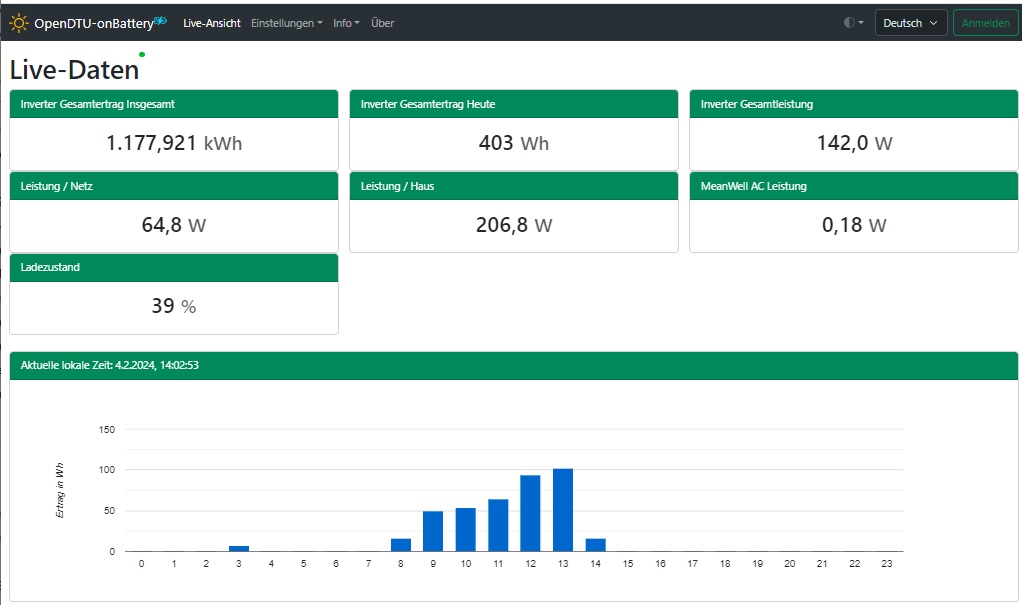 OpenDTU-onBattery Live-Ansicht Einstellungen Info Über Deutsch Anmelden
Live-Daten
Inverter Gesamtertrag Insgesamt Inverter Gesamtertrag Heute Inverter Gesamtleistung
1.177,921 kWh 403 Wh 142,0 W
Leistung / Netz Leistung / Haus MeanWell AC Leistung
64,8 W 206,8 W 0,18 W
Ladezustand
39 %
Aktuelle lokale Zeit: 4.2.2024, 14:02:53
150
100
50
0
Ertrag in Wh
0 1 2 3 4 5 6 7 8 9 10 11 12 13 14 15 16 17 18 19 20 21 22 23